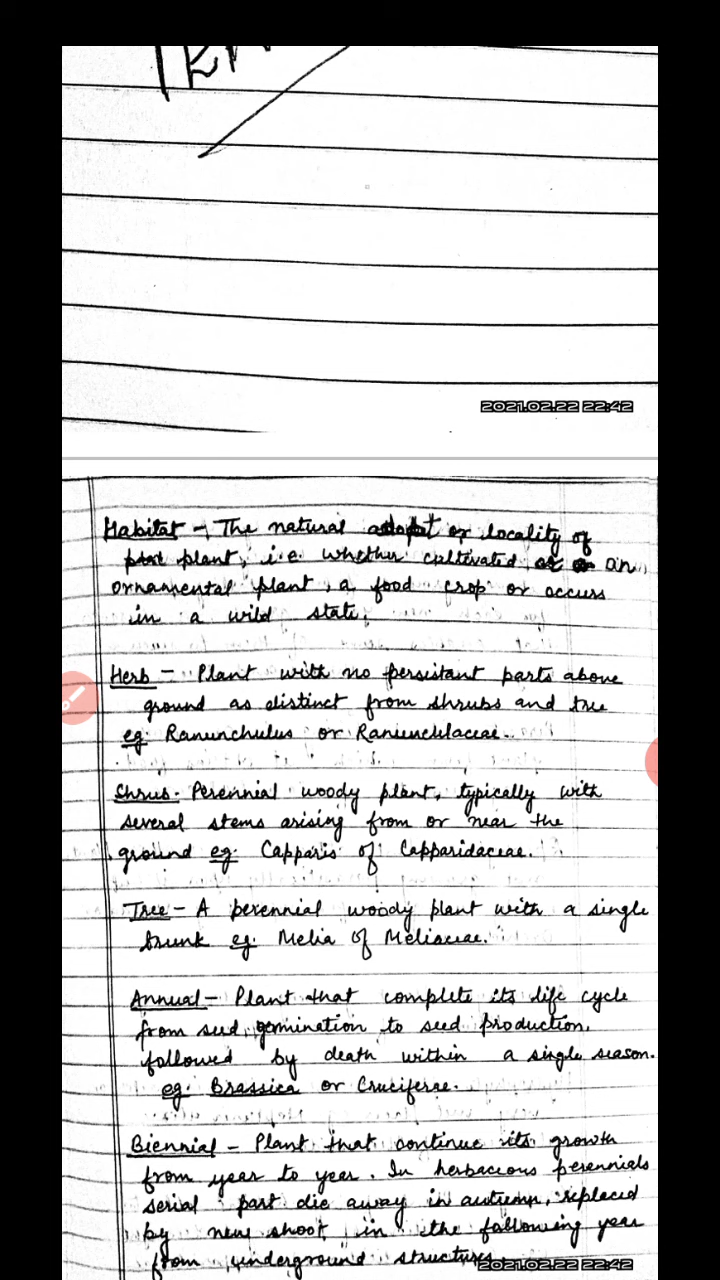 TER
2021.02.22 22:42
Habitat - The natural adopt or locality of
plant plant, i.e. whether cultivated or an
ornamental plant, a food crop or occurs
in a wild state,
Herb - Plant with no persistant parts above
ground as distinct from shrubs and tree
eg. Ranunchulus or Ranunculaceae.
Shrub. Perennial woody plant, typically with
several stems arising from or near the
ground eg. Capparis of Capparidaceae.
Tree - A perennial woody plant with a single
trunk eg. Melia of Meliaceae.
Annual - Plant that complete its life cycle
from seed, gemination to seed production,
followed by death within a single season.
eg. Brassica or Cruciferae.
Biennial - Plant that continue its growth
from year to year. In herbacious perennials
serial part die away in autumn, replaced
by new shoot in the following year
from underground structures.
2021.02.22 22:42